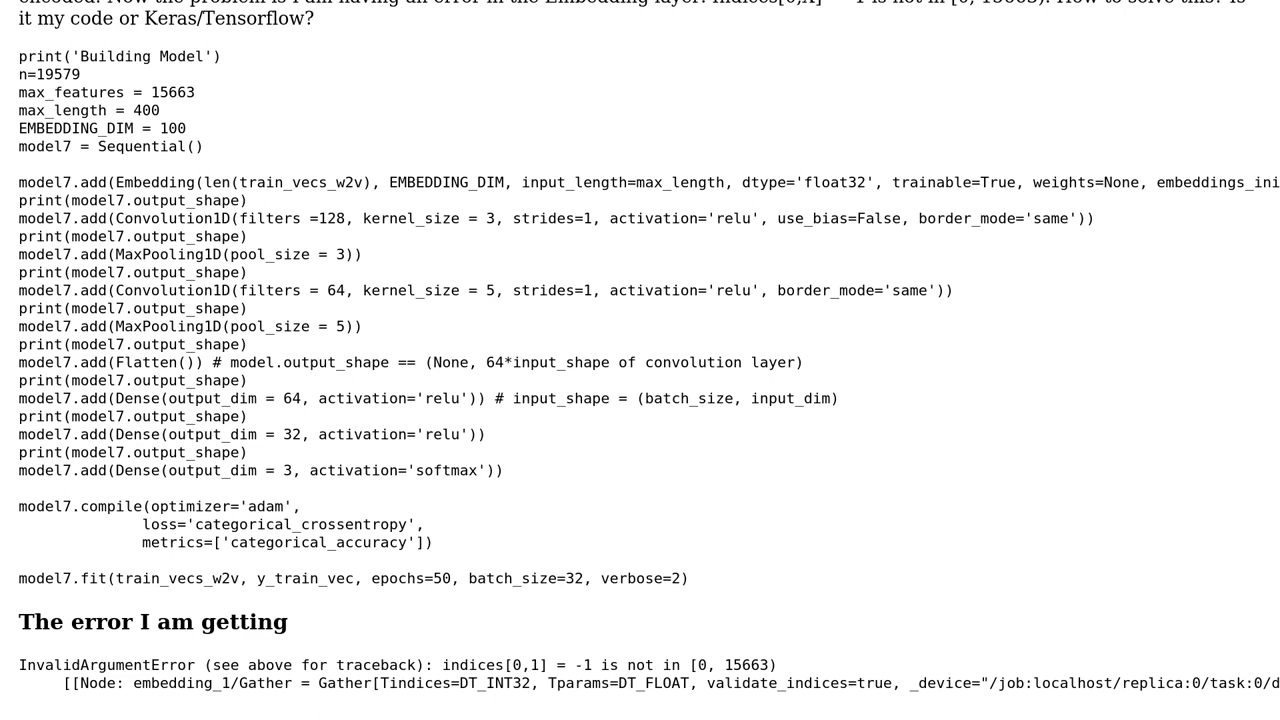 it my code or Keras/Tensorflow?
print('Building Model')
n=19579
max_features = 15663
max_length = 400
EMBEDDING_DIM = 100
model7 = Sequential()
model7.add(Embedding(len(train_vecs_w2v), EMBEDDING_DIM, input_length=max_length, dtype='float32', trainable=True, weights=None, embeddings_ini
print(model7.output_shape)
model7.add(Convolution1D(filters =128, kernel_size = 3, strides=1, activation='relu', use_bias=False, border_mode='same'))
print(model7.output_shape)
model7.add(MaxPooling1D(pool_size = 3))
print(model7.output_shape)
model7.add(Convolution1D(filters = 64, kernel_size = 5, strides=1, activation='relu', border_mode='same'))
print(model7.output_shape)
model7.add(MaxPooling1D(pool_size = 5))
print(model7.output_shape)
model7.add(Flatten()) # model.output_shape == (None, 64*input_shape of convolution layer)
print(model7.output_shape)
model7.add(Dense(output_dim = 64, activation='relu')) # input_shape = (batch_size, input_dim)
print(model7.output_shape)
model7.add(Dense(output_dim = 32, activation='relu'))
print(model7.output_shape)
model7.add(Dense(output_dim = 3, activation='softmax'))
model7.compile(optimizer='adam',
loss='categorical_crossentropy',
metrics=['categorical_accuracy'])
model7.fit(train_vecs_w2v, y_train_vec, epochs=50, batch_size=32, verbose=2)
The error I am getting
InvalidArgumentError (see above for traceback): indices[0,1] = -1 is not in [0, 15663)
[[Node: embedding_1/Gather = Gather[Tindices=DT_INT32, Tparams=DT_FLOAT, validate_indices=true, _device="/job:localhost/replica:0/task:0/d